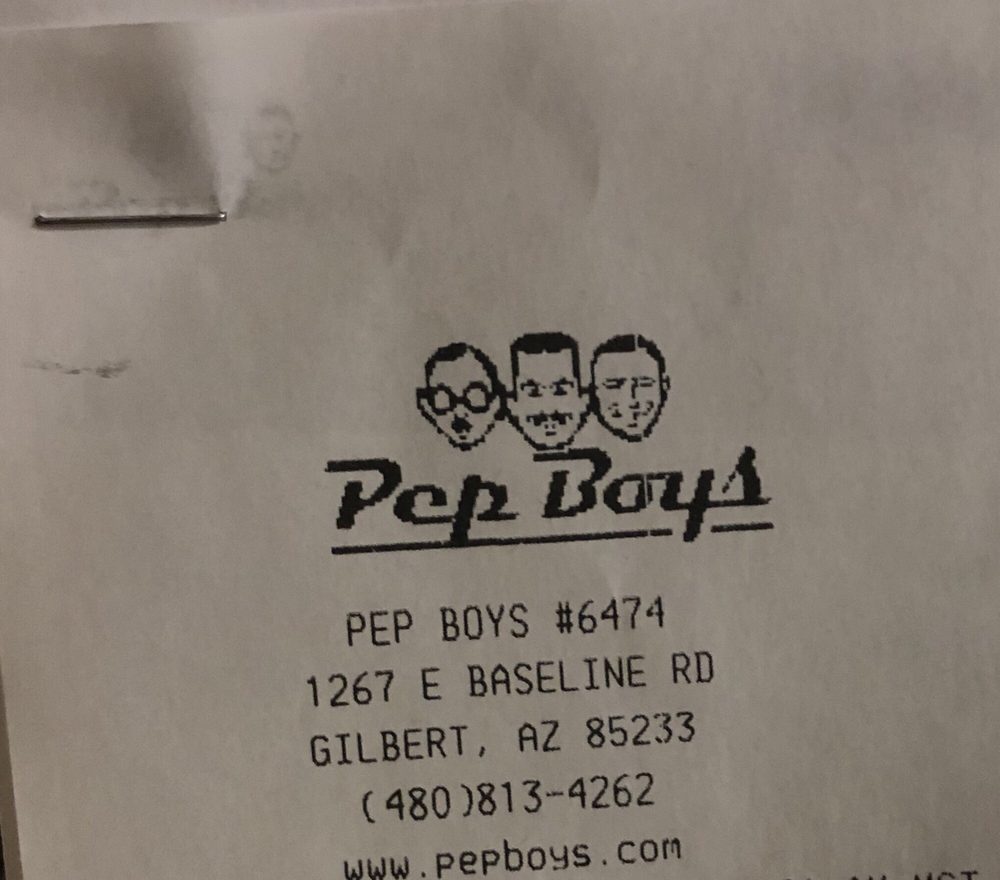 Pep Boys
PEP BOYS #6474
1267 E BASELINE RD
GILBERT, AZ 85233
(480)813-4262
www.pepboys.com